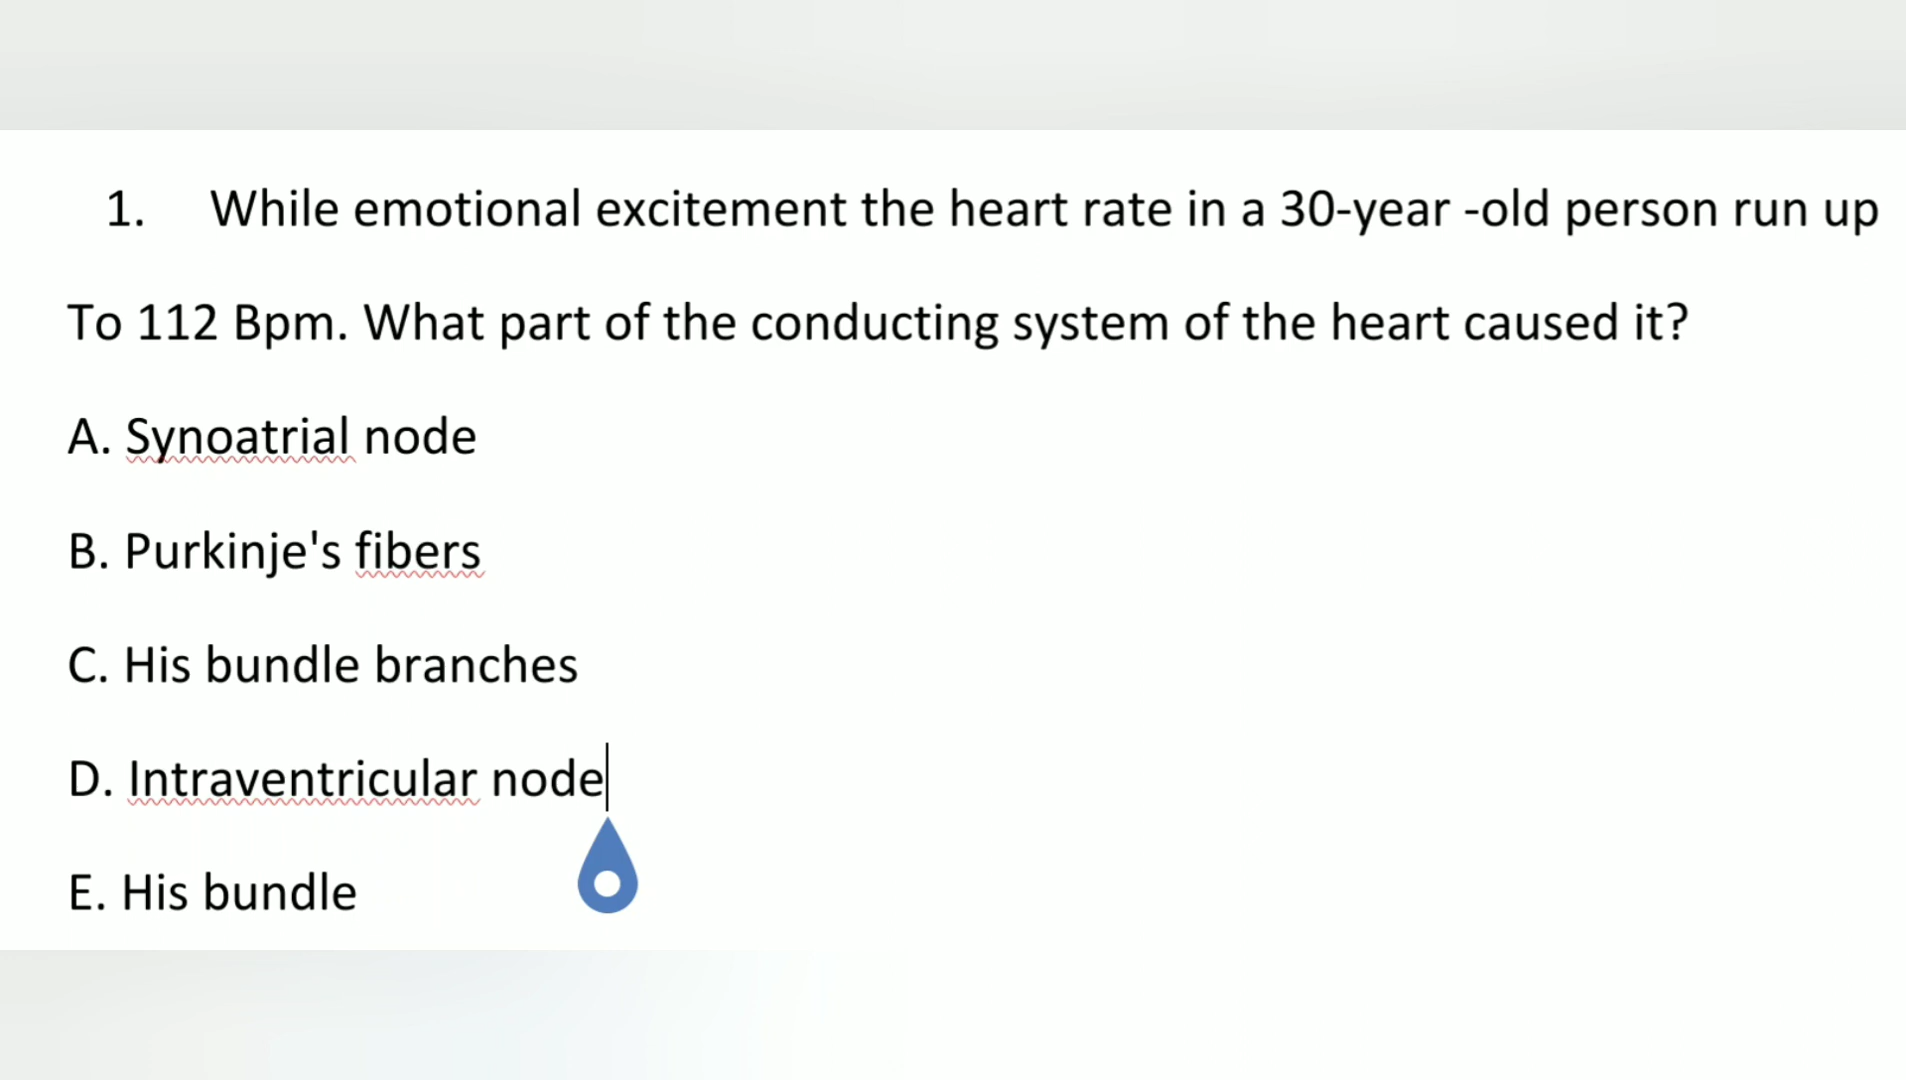 1. While emotional excitement the heart rate in a 30-year -old person run up
To 112 Bpm. What part of the conducting system of the heart caused it?
A. Synoatrial node
B. Purkinje's fibers
C. His bundle branches
D. Intraventricular node
E. His bundle